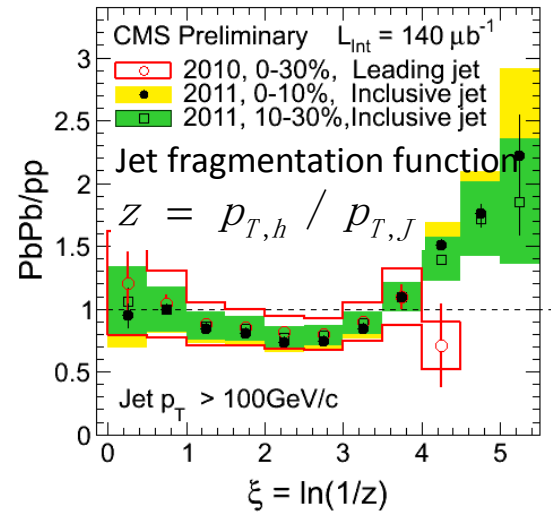 CMS Preliminary L_Int = 140 μb⁻¹
2010, 0-30%, Leading jet
2011, 0-10%, Inclusive jet
2011, 10-30%,Inclusive jet
Jet fragmentation function
z = p_T,h / p_T,J
PbPb/pp
3
2.5
2
1.5
1
0.5
0
Jet p_T > 100GeV/c
0 1 2 3 4 5
ξ = ln(1/z)